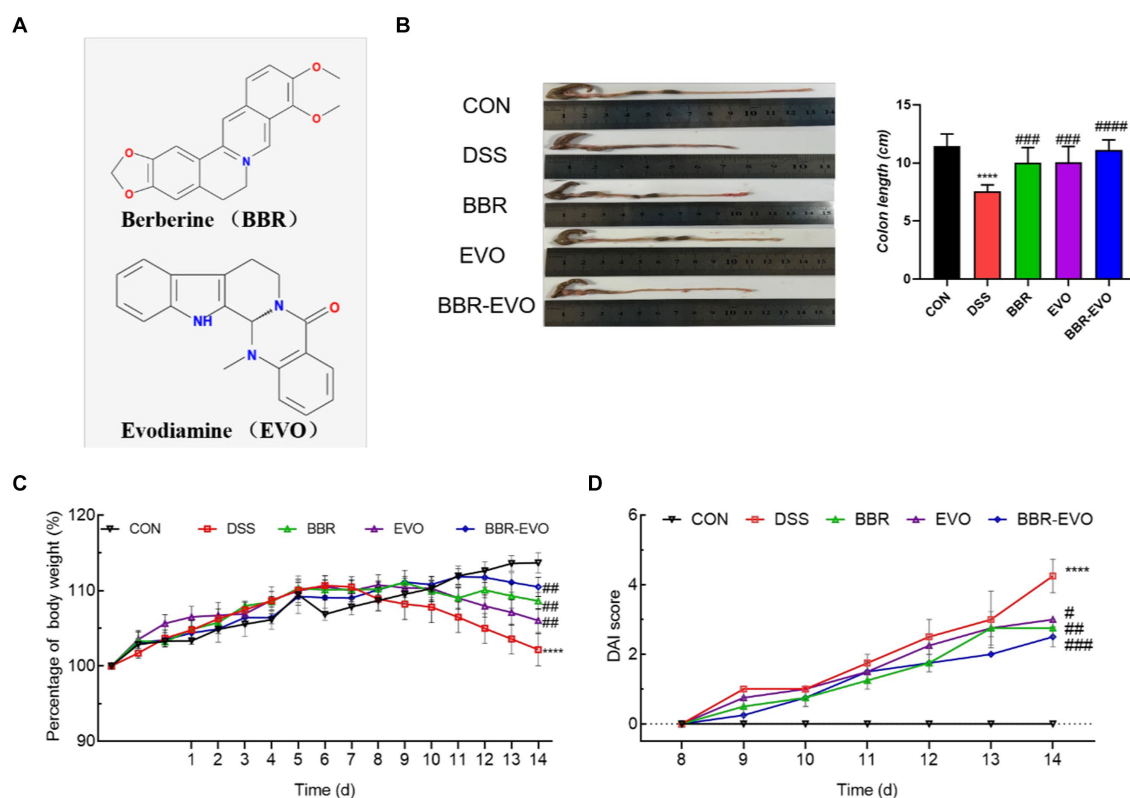 A
O
O
N
O
O
Berberine （BBR）
N
O
NH
N
Evodiamine （EVO）
B
CON
DSS
BBR
EVO
BBR-EVO
15
10
5
0
Colon length (cm)
****
###
###
####
CON
DSS
BBR
EVO
BBR-EVO
C
CON DSS BBR EVO BBR-EVO
120
110
100
90
Percentage of body weight (%)
##
##
##
****
1 2 3 4 5 6 7 8 9 10 11 12 13 14
Time (d)
D
CON DSS BBR EVO BBR-EVO
6
4
2
0
DAI score
****
#
##
###
8 9 10 11 12 13 14
Time (d)